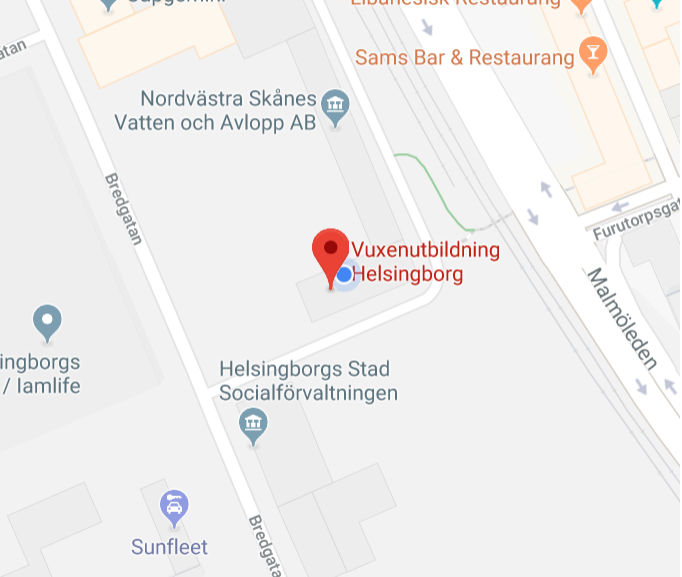 Libanesisk Restaurang
Sams Bar & Restaurang
Nordvästra Skånes
Vatten och Avlopp AB
Bredgatan
Vuxenutbildning
Helsingborg
Furutorpsgat
Malmöleden
ingborgs
/ Iamlife
Helsingborgs Stad
Socialförvaltningen
Sunfleet
Bredgata